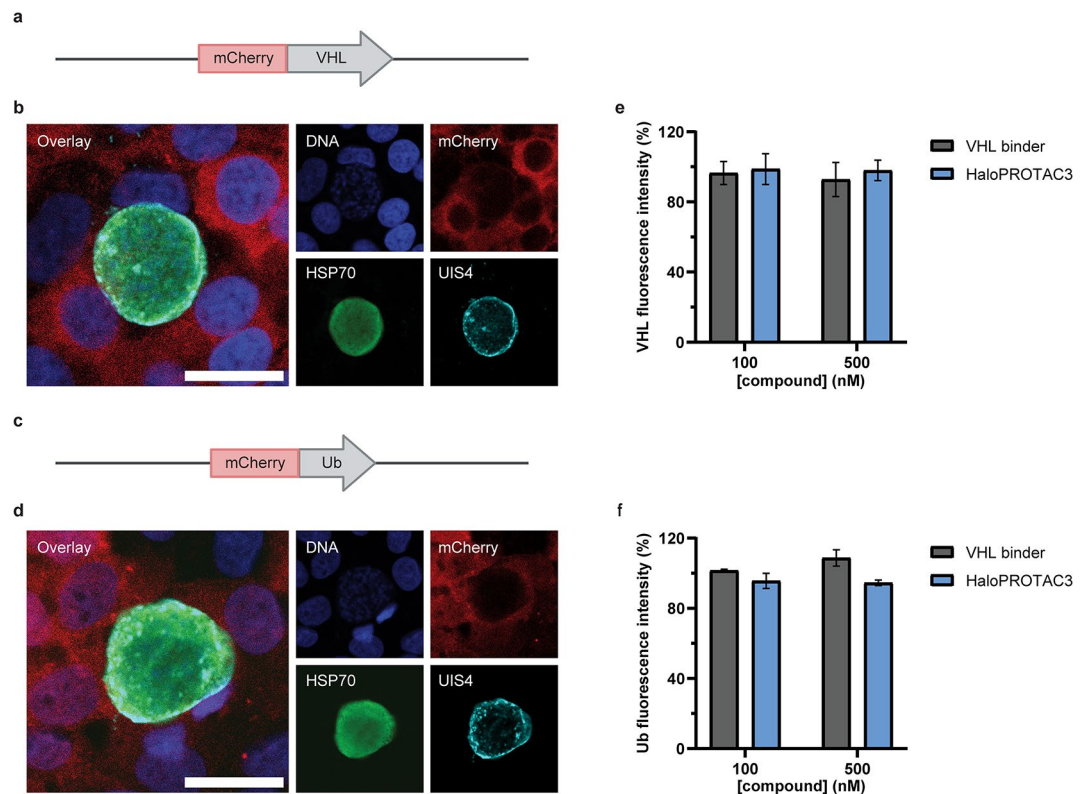 a
mCherry VHL
b
Overlay
DNA
mCherry
HSP70
UIS4
c
mCherry Ub
d
Overlay
DNA
mCherry
HSP70
UIS4
e
VHL fluorescence intensity (%)
120
80
40
0
100 500
[compound] (nM)
VHL binder
HaloPROTAC3
f
Ub fluorescence intensity (%)
120
80
40
0
100 500
[compound] (nM)
VHL binder
HaloPROTAC3